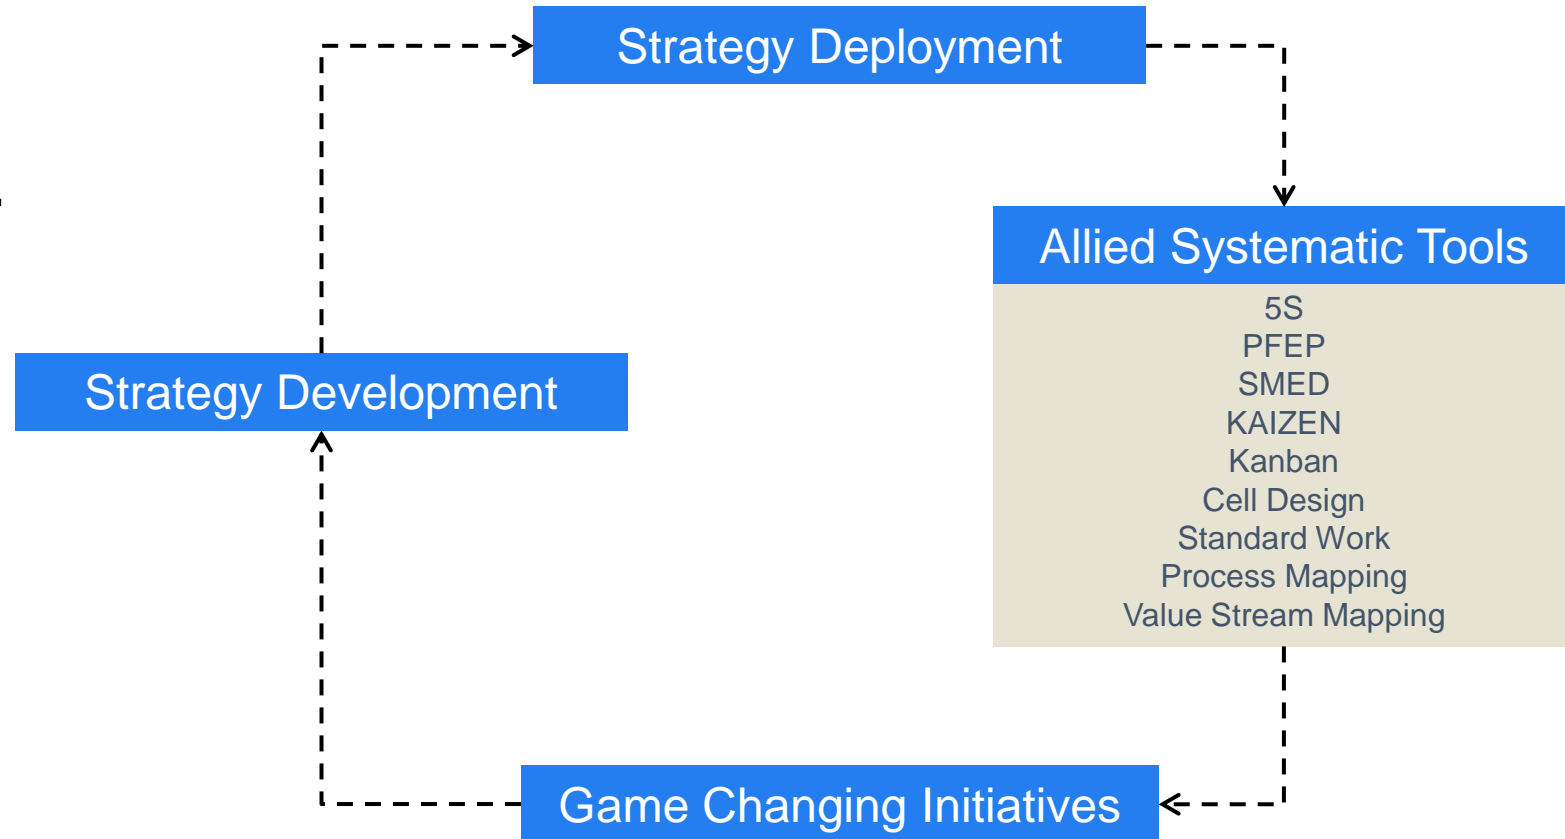 Strategy Deployment
Allied Systematic Tools
5S
PFEP
SMED
KAIZEN
Kanban
Cell Design
Standard Work
Process Mapping
Value Stream Mapping
Strategy Development
Game Changing Initiatives